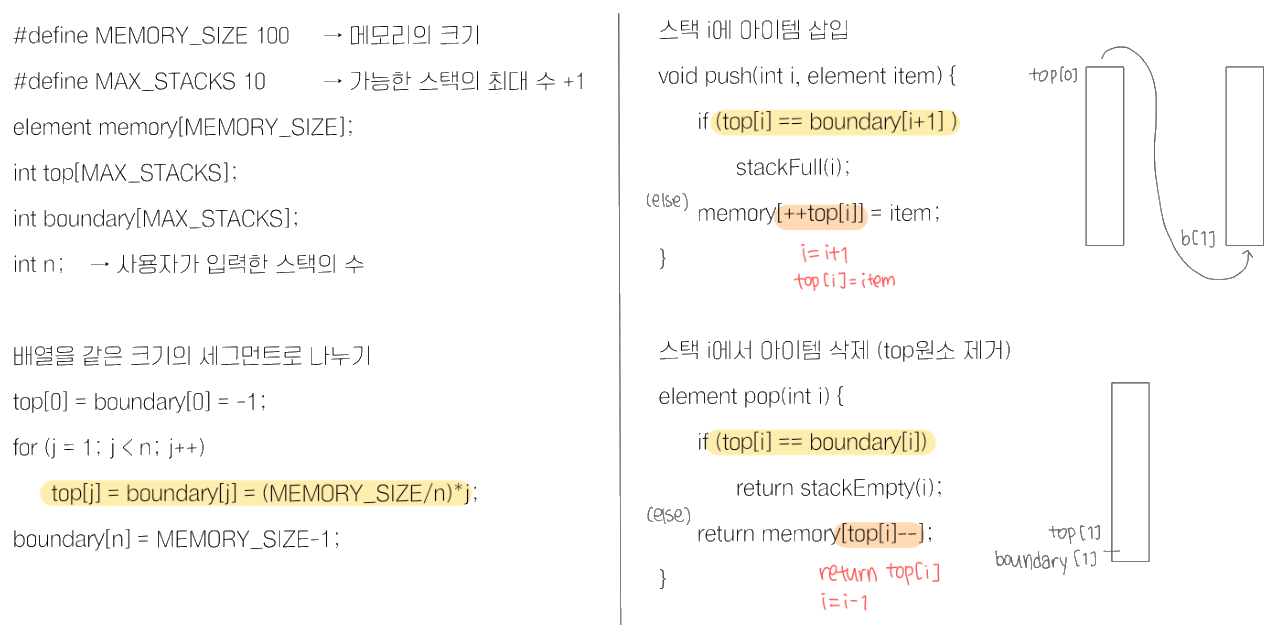 #define MEMORY_SIZE 100 → 메모리의 크기
#define MAX_STACKS 10 → 가능한 스택의 최대 수 +1
element memory[MEMORY_SIZE];
int top[MAX_STACKS];
int boundary[MAX_STACKS];
int n; → 사용자가 입력한 스택의 수
배열을 같은 크기의 세그먼트로 나누기
top[0] = boundary[0] = -1;
for (j = 1; j < n; j++)
top[j] = boundary[j] = (MEMORY_SIZE/n)*j;
boundary[n] = MEMORY_SIZE-1;
스택 i에 아이템 삽입
void push(int i, element item) {
if (top[i] == boundary[i+1] )
stackFull(i);
(else) memory[++top[i]] = item;
i=i+1
top[i]=item
}
top[0]
b[1]
스택 i에서 아이템 삭제 (top원소 제거)
element pop(int i) {
if (top[i] == boundary[i])
return stackEmpty(i);
(else) return memory[top[i]--];
return top[i]
i=i-1
}
top[1]
boundary[1]